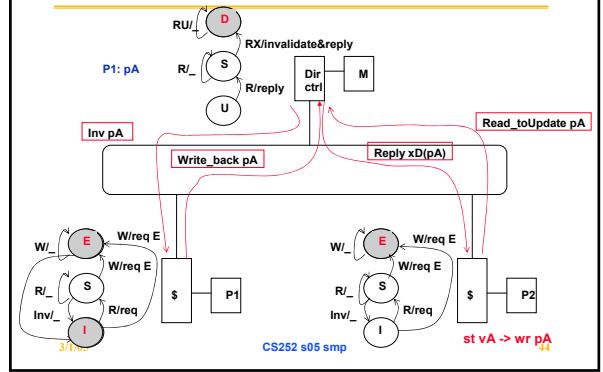 D
RU/_
RX/invalidate&reply
P1: pA
R/_
S
Dir
ctrl
M
R/reply
U
Read_toUpdate pA
Inv pA
Write_back pA
Reply xD(pA)
E
W/req E
W/_
W/req E
R/_
S
Inv/_
R/req
I
$
P1
E
W/req E
W/_
W/req E
R/_
S
Inv/_
R/req
I
$
P2
st vA -> wr pA
CS252 s05 smp
44